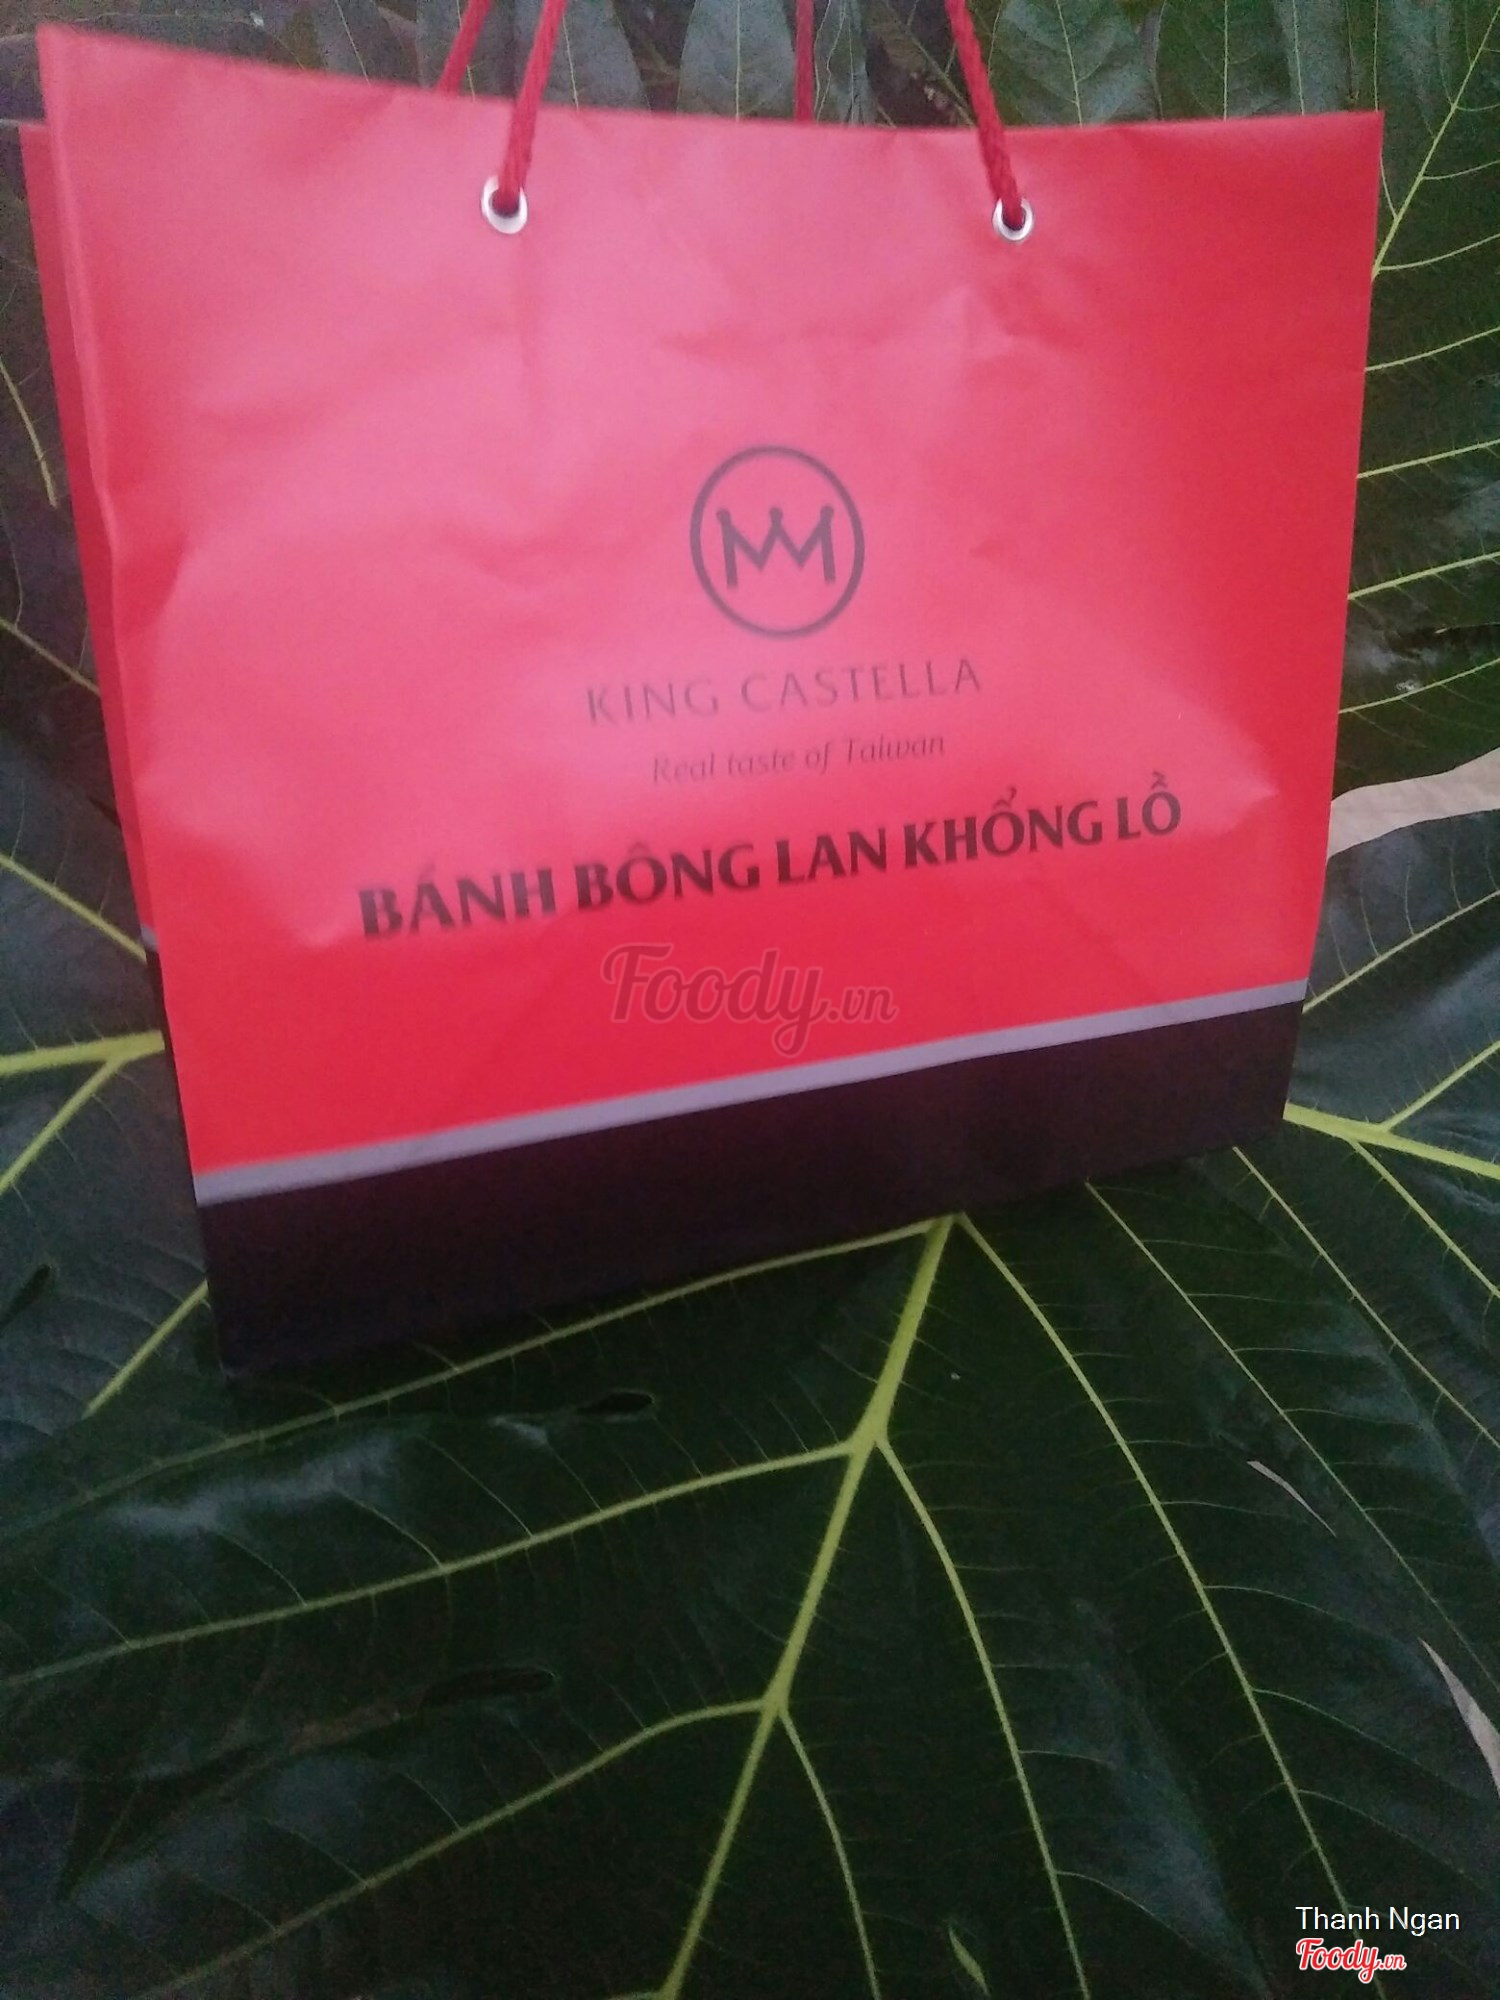 KING CASTELLA
Real taste of Taiwan
BÁNH BÔNG LAN KHỔNG LỒ
Foody.vn
Thanh Ngan
Foody.vn